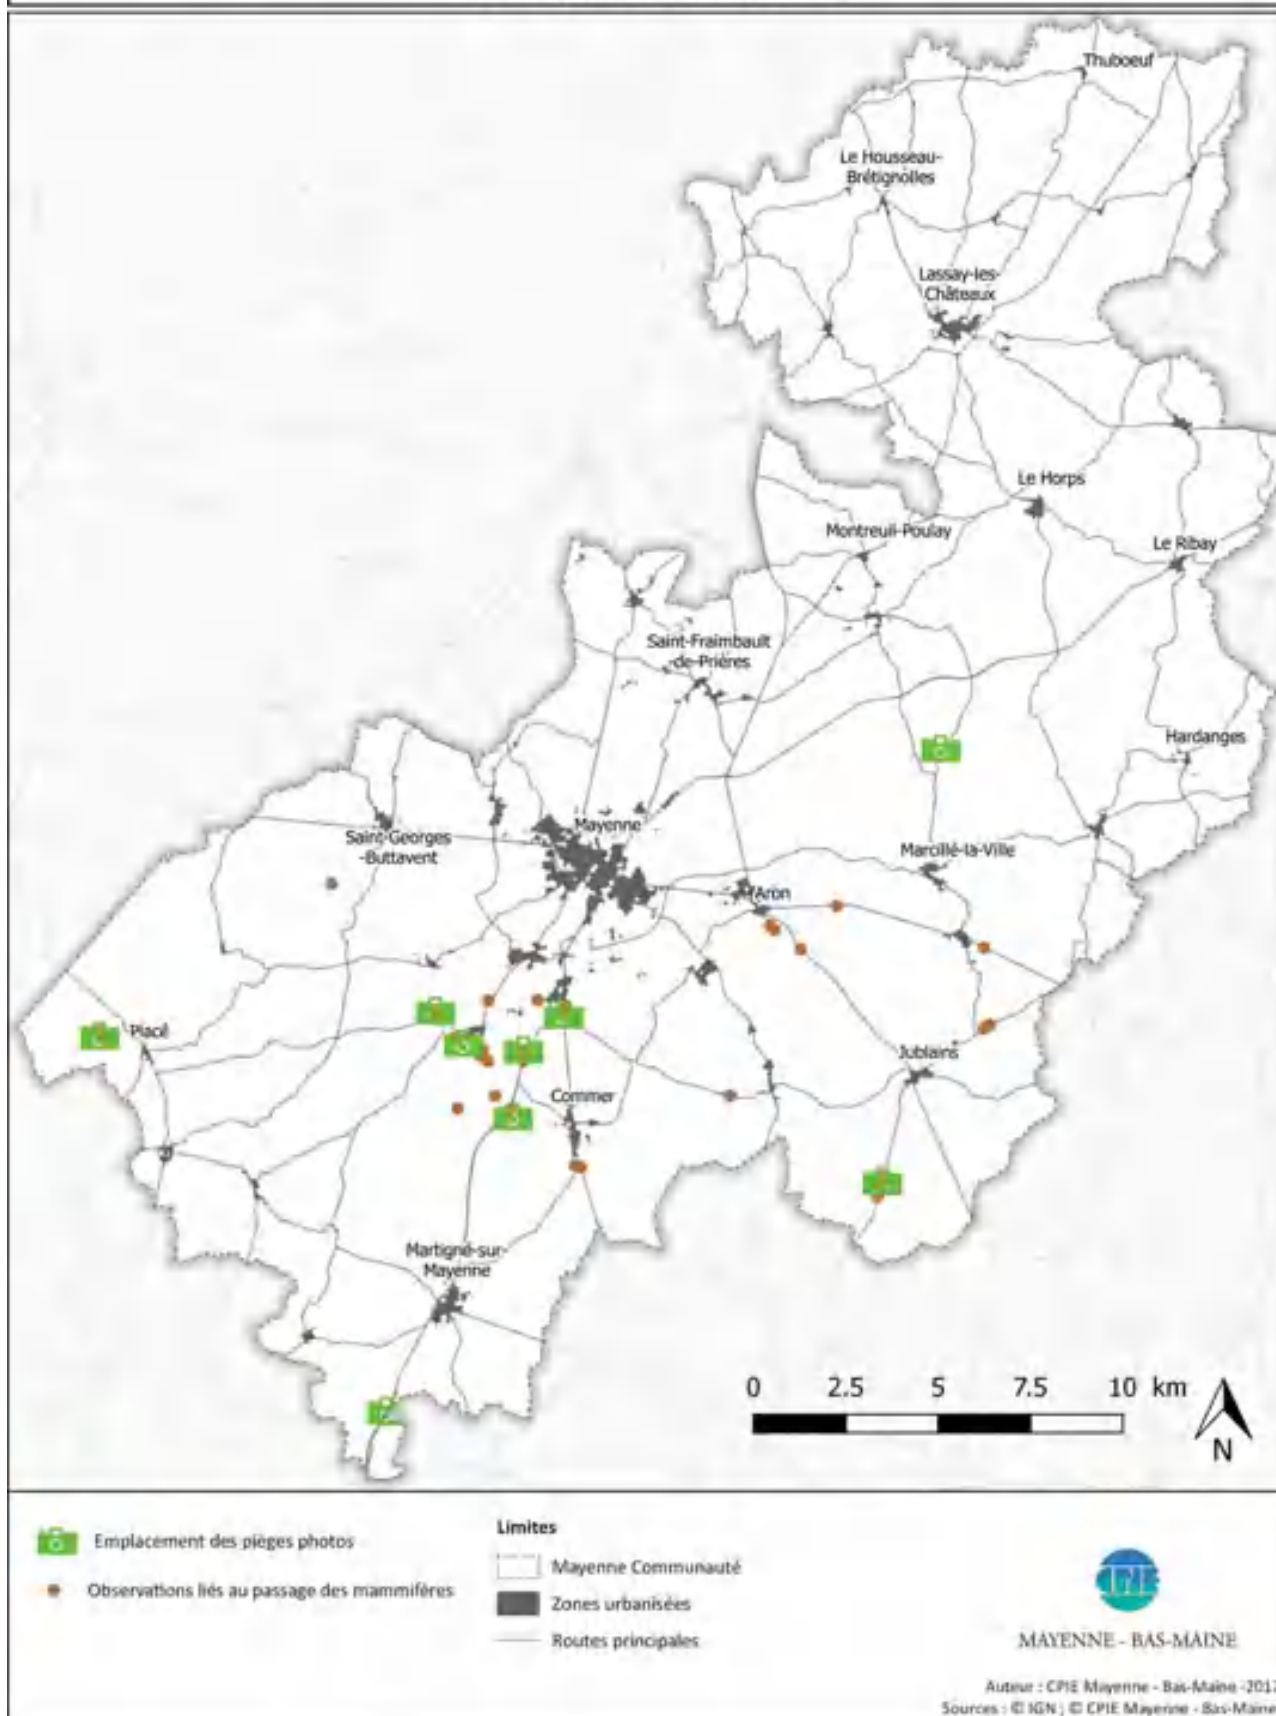 Thuboeuf
Le Housseau-
Brétignolles
Lassay-les-
Châteaux
Le Horps
Montreuil-Poulay
Le Ribay
Saint-Fraimbault
-de-Prières
Hardanges
Mayenne
Saint-Georges
-Buttavent
Marcillé-la-Ville
Aron
Placé
Jublains
Commer
Martigné-sur-
Mayenne
0 2.5 5 7.5 10 km
N
Emplacement des pièges photos
Observations liés au passage des mammifères
Limites
Mayenne Communauté
Zones urbanisées
Routes principales
CPIE
MAYENNE - BAS-MAINE
Auteur : CPIE Mayenne - Bas-Maine -2017
Sources : © IGN ; © CPIE Mayenne - Bas-Maine